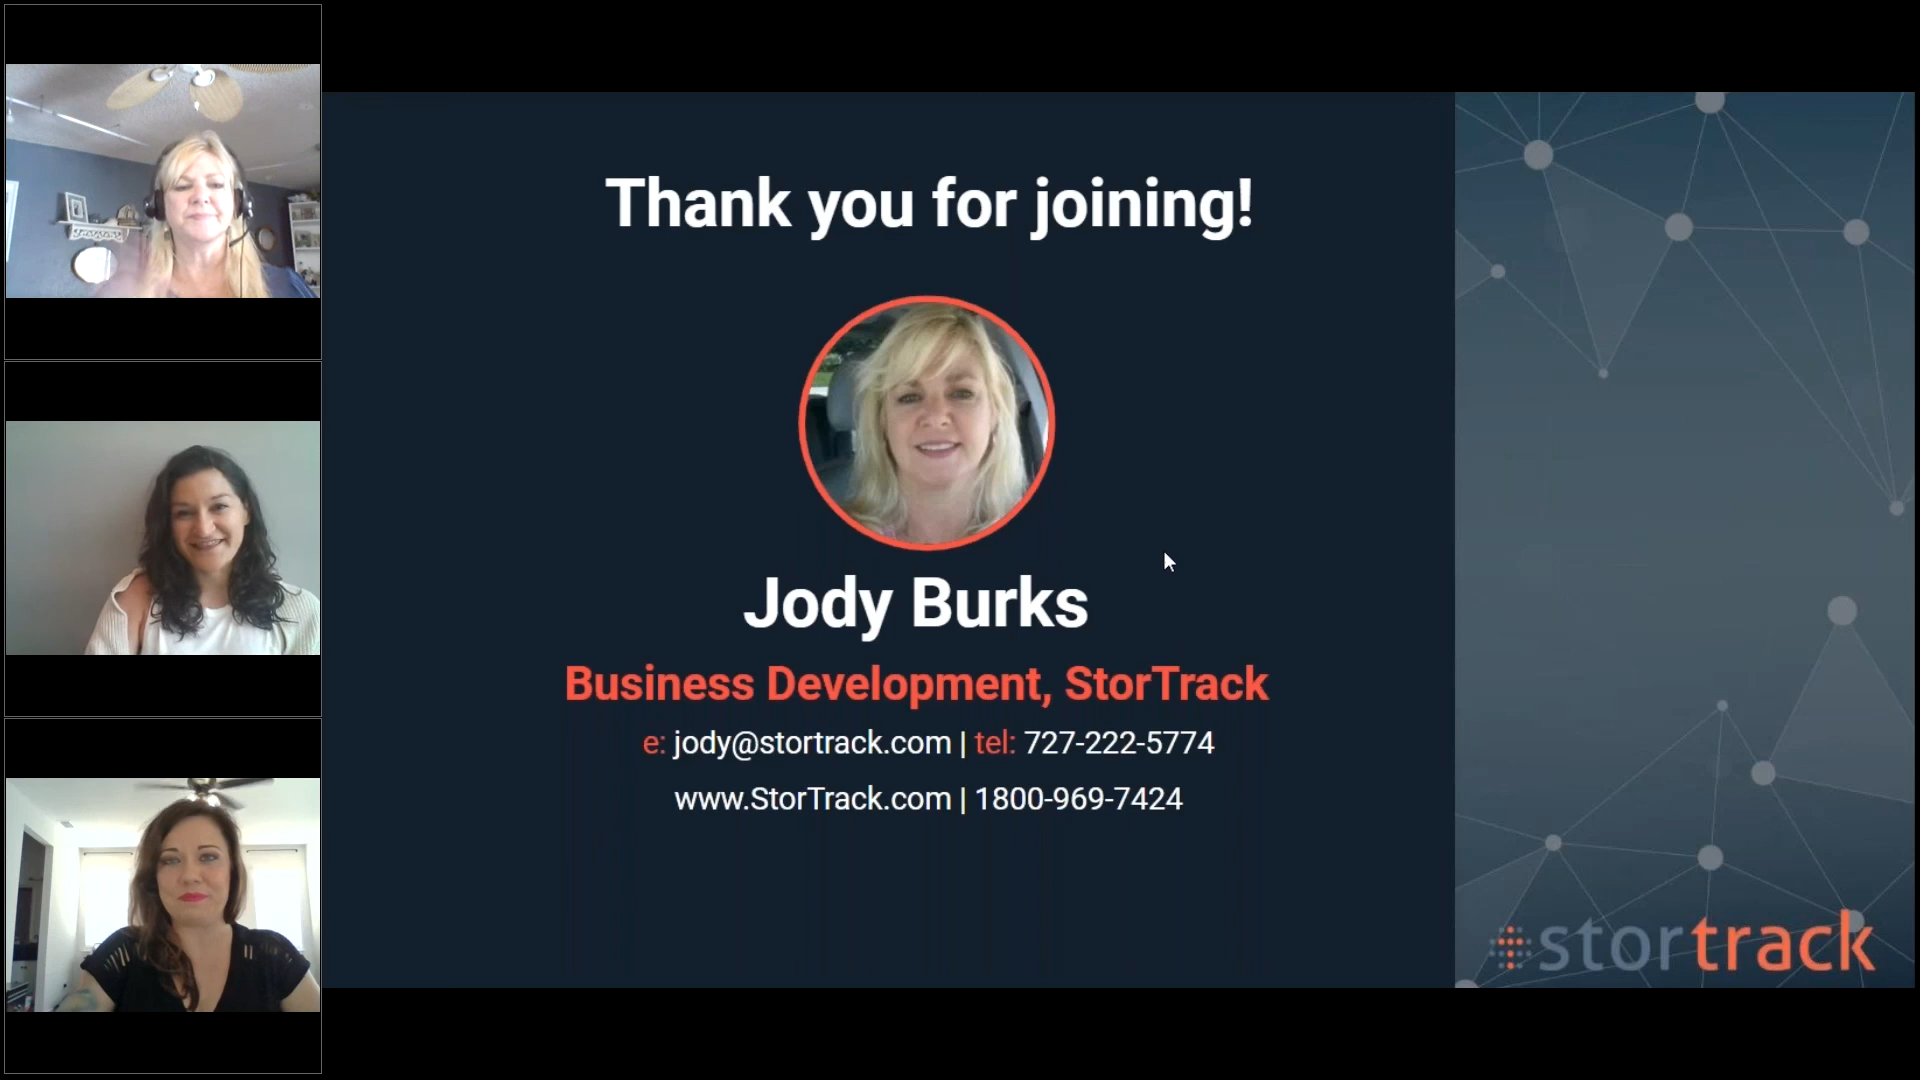 Thank you for joining!
Jody Burks
Business Development, StorTrack
e: jody@stortrack.com | tel: 727-222-5774
www.StorTrack.com | 1800-969-7424
stortrack